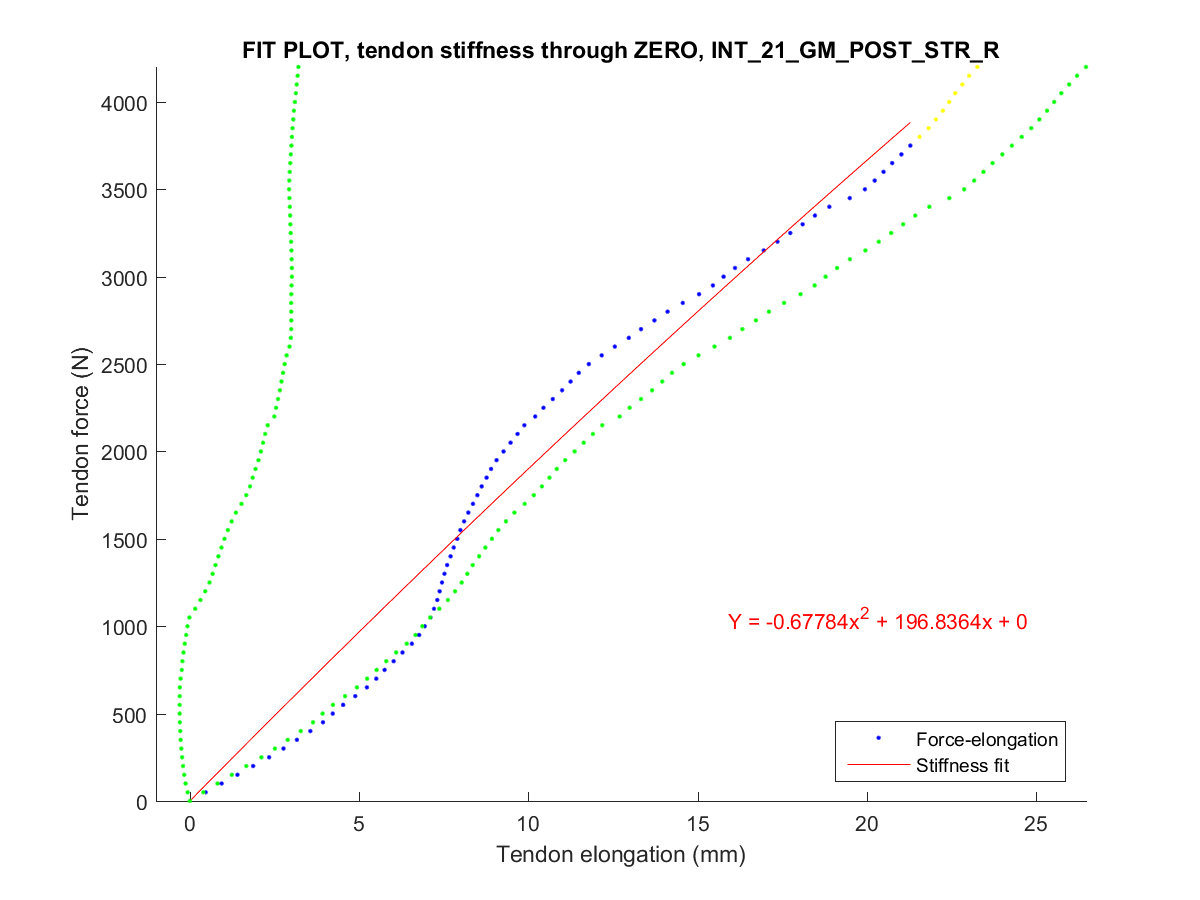 FIT PLOT, tendon stiffness through ZERO, INT_21_GM_POST_STR_R
4000
3500
3000
2500
2000
1500
1000
500
0
Tendon force (N)
Y = -0.67784x² + 196.8364x + 0
Force-elongation
Stiffness fit
0 5 10 15 20 25
Tendon elongation (mm)